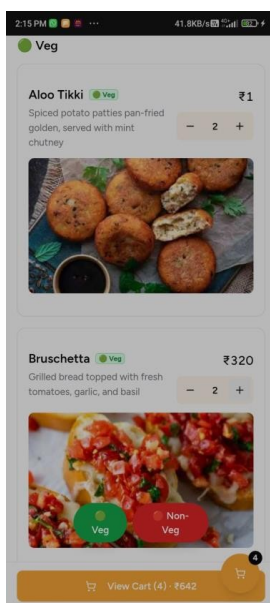 2:15 PM ... 41.8KB/s 4G
Veg
Aloo Tikki Veg ₹1
Spiced potato patties pan-fried
golden, served with mint
chutney
− 2 +
Bruschetta Veg ₹320
Grilled bread topped with fresh
tomatoes, garlic, and basil
− 2 +
Veg
Non-
Veg
4
View Cart (4) · ₹642